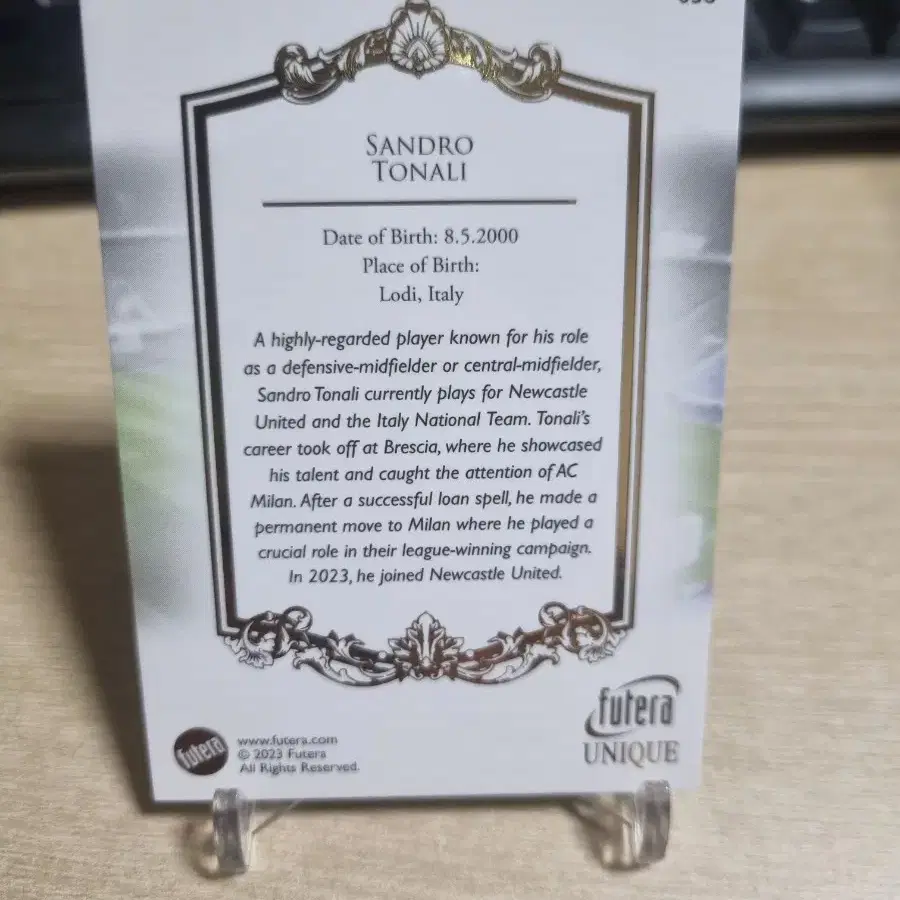 SANDRO
TONALI
Date of Birth: 8.5.2000
Place of Birth:
Lodi, Italy
A highly-regarded player known for his role
as a defensive-midfielder or central-midfielder,
Sandro Tonali currently plays for Newcastle
United and the Italy National Team. Tonali's
career took off at Brescia, where he showcased
his talent and caught the attention of AC
Milan. After a successful loan spell, he made a
permanent move to Milan where he played a
crucial role in their league-winning campaign.
In 2023, he joined Newcastle United.
futera
www.futera.com
© 2023 Futera
All Rights Reserved.
futera
UNIQUE